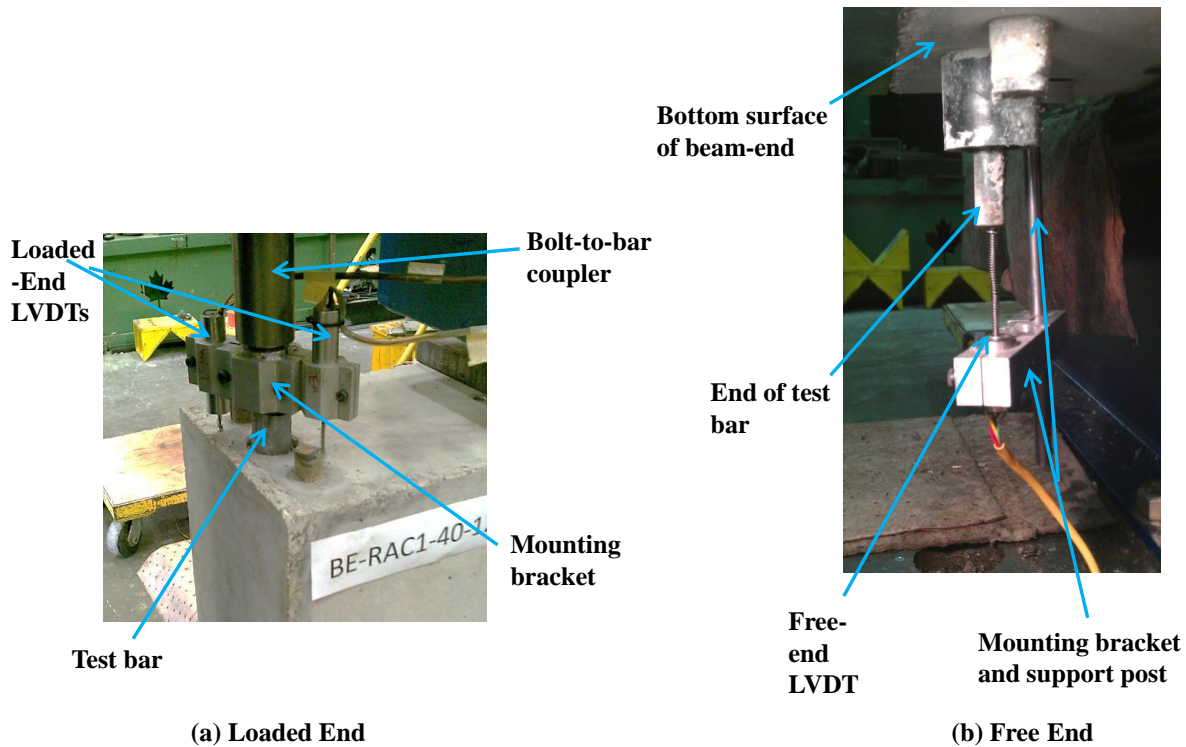 Loaded
-End
LVDTs
Bolt-to-bar
coupler
Mounting
bracket
Test bar
BE-RAC1-40-1
(a) Loaded End
Bottom surface
of beam-end
End of test
bar
Free-
end
LVDT
Mounting bracket
and support post
(b) Free End